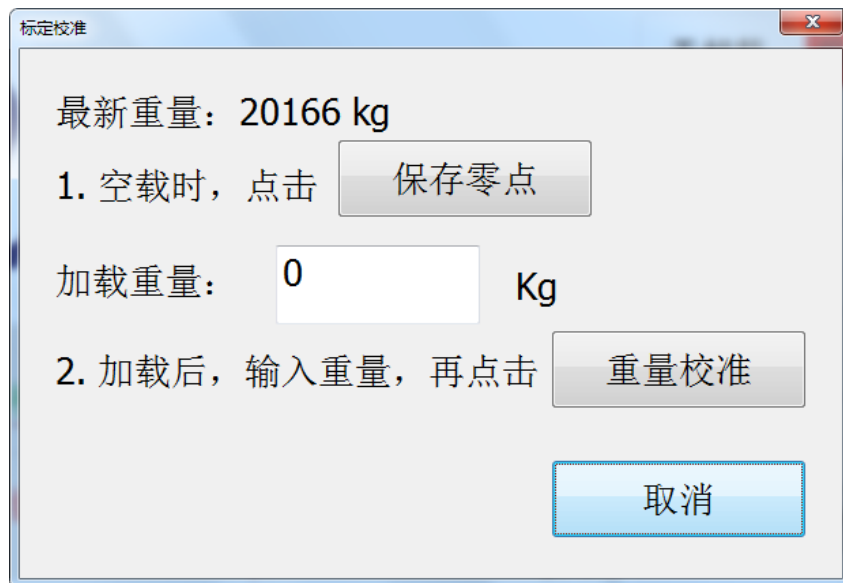 标定校准
最新重量：20166 kg
1. 空载时，点击 保存零点
加载重量： 0 Kg
2. 加载后，输入重量，再点击 重量校准
取消